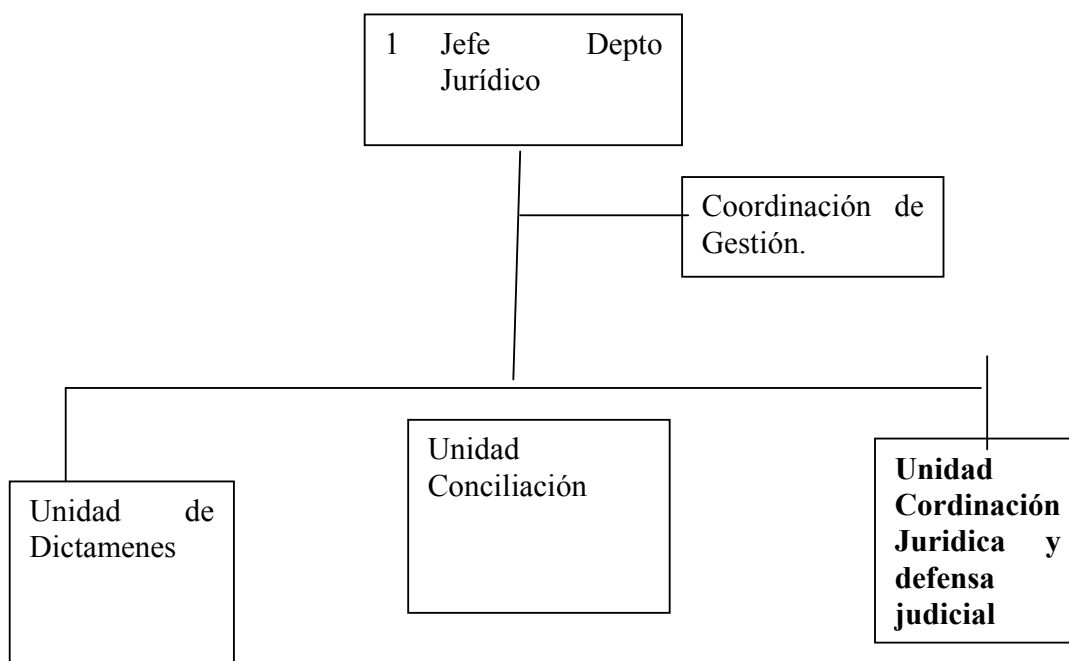 1 Jefe Depto
Jurídico
Coordinación de
Gestión.
Unidad
Conciliación
Unidad de
Dictamenes
Unidad
Cordinación
Juridica y
defensa
judicial